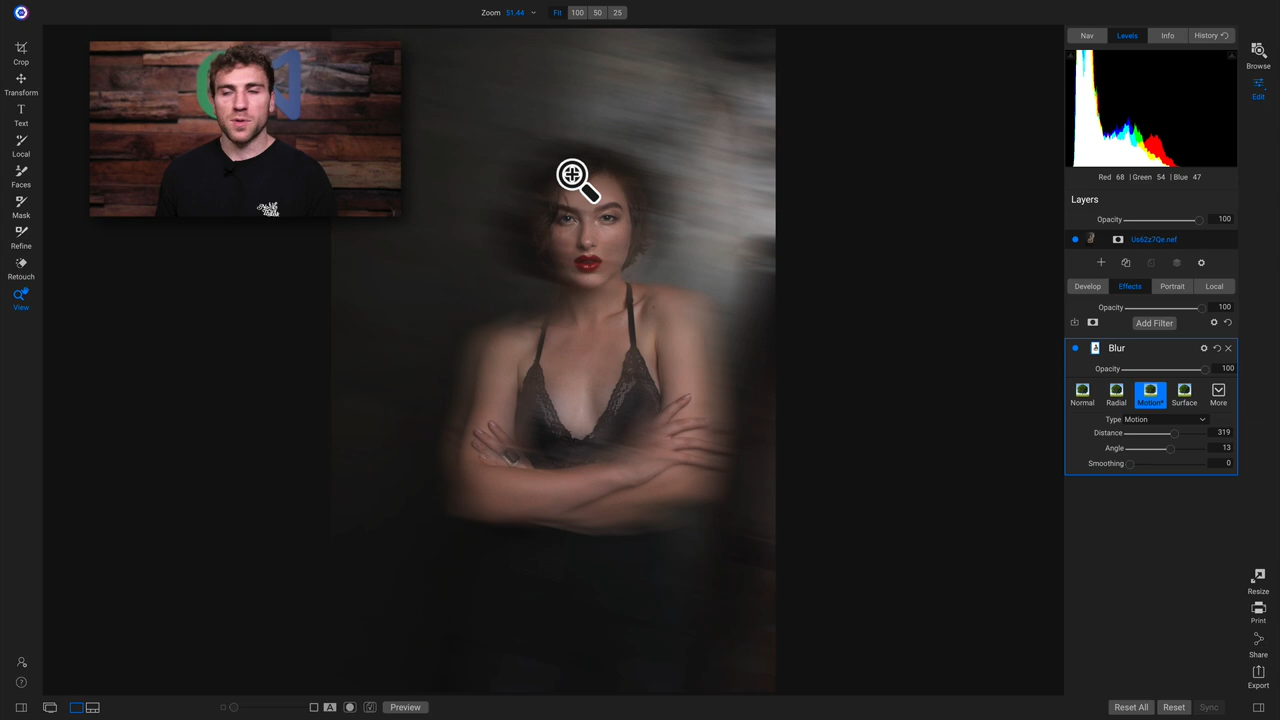 Zoom 51.44 Fit 100 50 25
Crop
Transform
Text
Local
Faces
Mask
Refine
Retouch
View
Nav Levels Info History
Red 68 | Green 54 | Blue 47
Layers
Opacity 100
Us62z7Qe.nef
Develop Effects Portrait Local
Opacity 100
Add Filter
Blur
Opacity 100
Normal Radial Motion* Surface More
Type Motion
Distance 319
Angle 13
Smoothing 0
Browse
Edit
Resize
Print
Share
Export
A Preview
Reset All Reset Sync